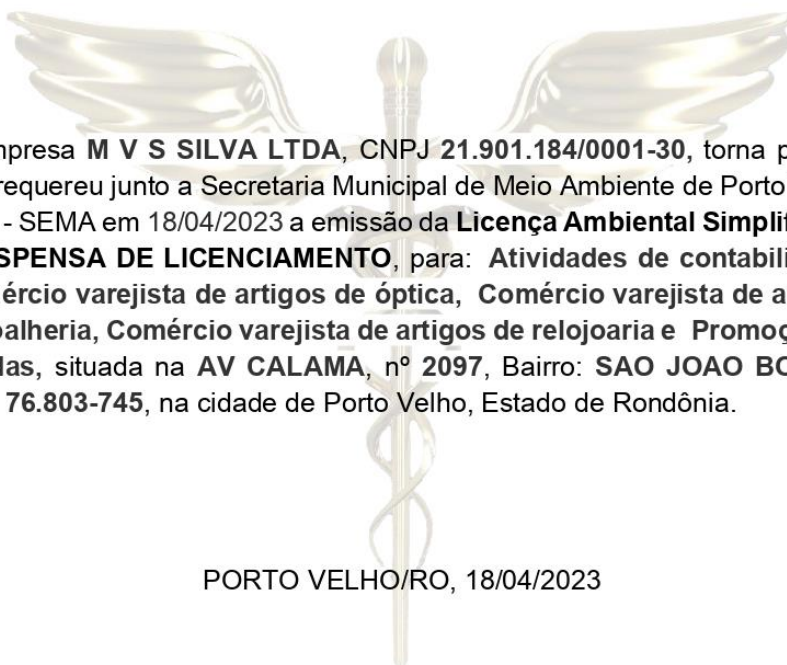 mpresa M V S SILVA LTDA, CNPJ 21.901.184/0001-30, torna p
requereu junto a Secretaria Municipal de Meio Ambiente de Porto
- SEMA em 18/04/2023 a emissão da Licença Ambiental Simplif
SPENSA DE LICENCIAMENTO, para: Atividades de contabili
ércio varejista de artigos de óptica, Comércio varejista de a
oalheria, Comércio varejista de artigos de relojoaria e Promoç
das, situada na AV CALAMA, nº 2097, Bairro: SAO JOAO BO
76.803-745, na cidade de Porto Velho, Estado de Rondônia.
PORTO VELHO/RO, 18/04/2023